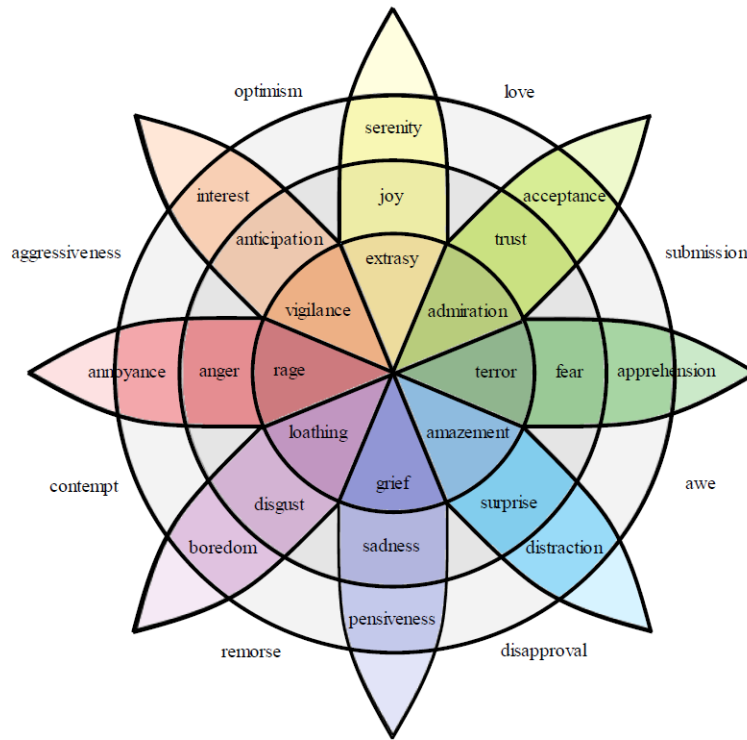 optimism
love
serenity
interest
joy
acceptance
anticipation
trust
aggressiveness
extrasy
submission
vigilance
admiration
annoyance
anger
rage
terror
fear
apprehension
loathing
amazement
contempt
grief
awe
disgust
surprise
boredom
sadness
distraction
pensiveness
remorse
disapproval